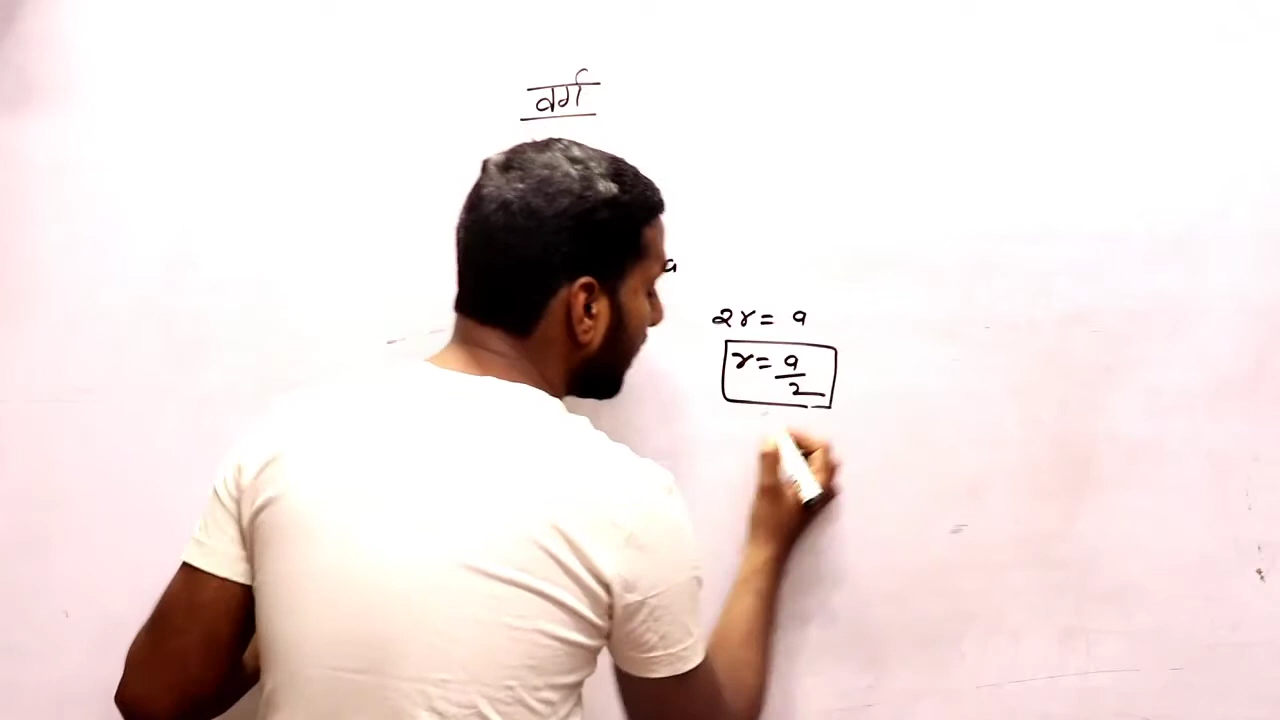 वर्ग
a
2r = a
r = a/2